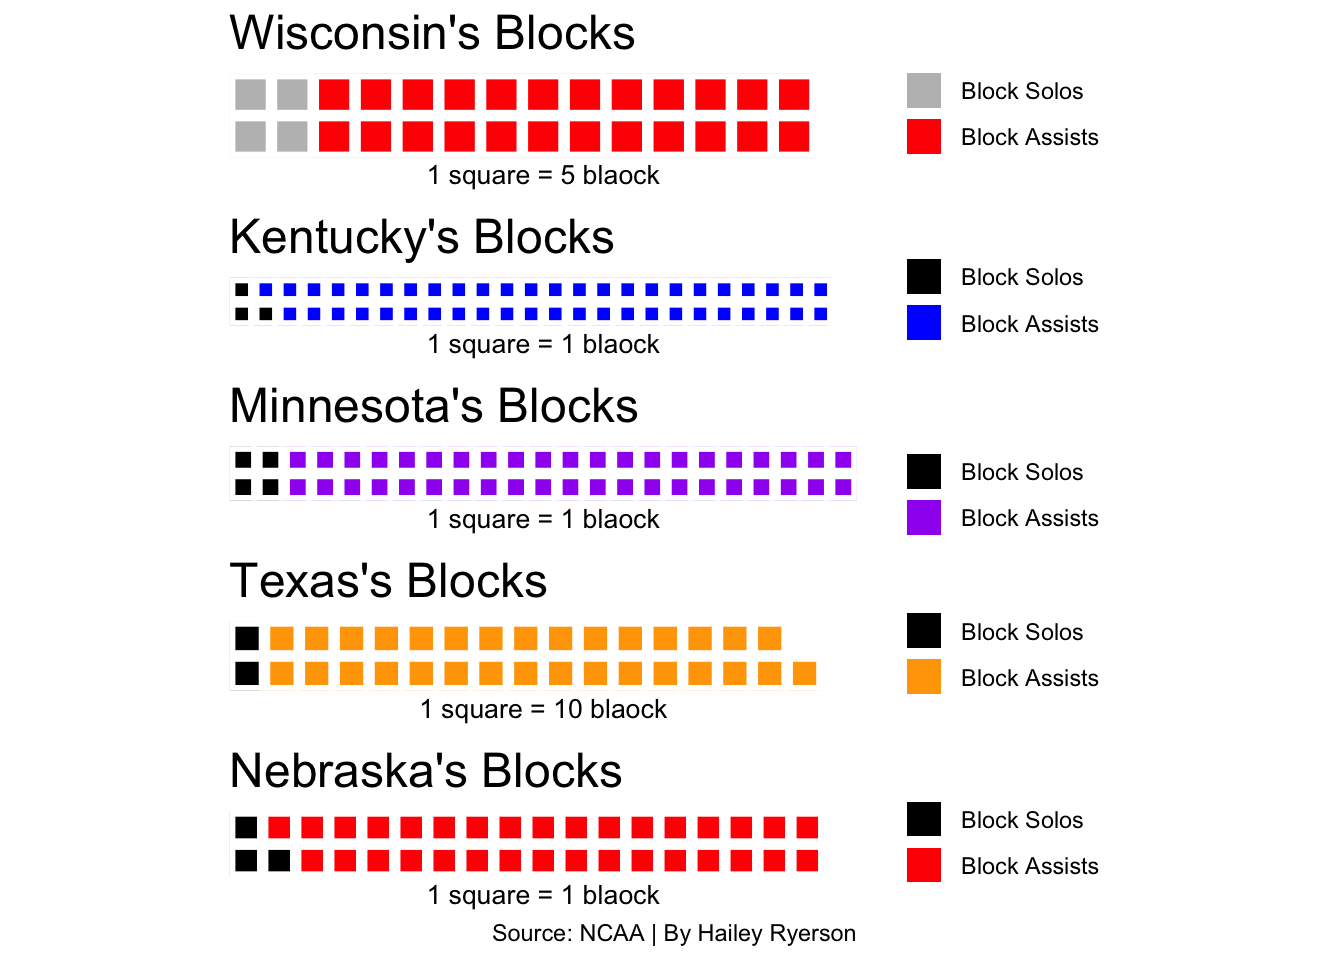 Wisconsin's Blocks
Block Solos
Block Assists
1 square = 5 blaock
Kentucky's Blocks
Block Solos
Block Assists
1 square = 1 blaock
Minnesota's Blocks
Block Solos
Block Assists
1 square = 1 blaock
Texas's Blocks
Block Solos
Block Assists
1 square = 10 blaock
Nebraska's Blocks
Block Solos
Block Assists
1 square = 1 blaock
Source: NCAA | By Hailey Ryerson